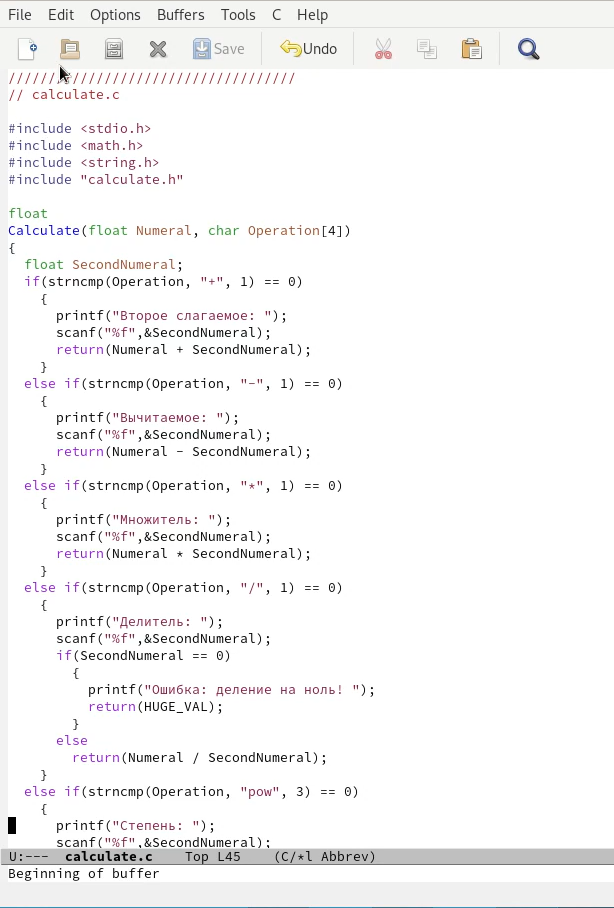 File Edit Options Buffers Tools C Help
Save Undo
////////////////////////////////////
// calculate.c
#include <stdio.h>
#include <math.h>
#include <string.h>
#include "calculate.h"
float
Calculate(float Numeral, char Operation[4])
{
  float SecondNumeral;
  if(strncmp(Operation, "+", 1) == 0)
    {
      printf("Второе слагаемое: ");
      scanf("%f",&SecondNumeral);
      return(Numeral + SecondNumeral);
    }
  else if(strncmp(Operation, "-", 1) == 0)
    {
      printf("Вычитаемое: ");
      scanf("%f",&SecondNumeral);
      return(Numeral - SecondNumeral);
    }
  else if(strncmp(Operation, "*", 1) == 0)
    {
      printf("Множитель: ");
      scanf("%f",&SecondNumeral);
      return(Numeral * SecondNumeral);
    }
  else if(strncmp(Operation, "/", 1) == 0)
    {
      printf("Делитель: ");
      scanf("%f",&SecondNumeral);
      if(SecondNumeral == 0)
        {
          printf("Ошибка: деление на ноль! ");
          return(HUGE_VAL);
        }
      else
        return(Numeral / SecondNumeral);
    }
  else if(strncmp(Operation, "pow", 3) == 0)
    {
      printf("Степень: ");
      scanf("%f",&SecondNumeral);
U:--- calculate.c Top L45 (C/*l Abbrev)
Beginning of buffer